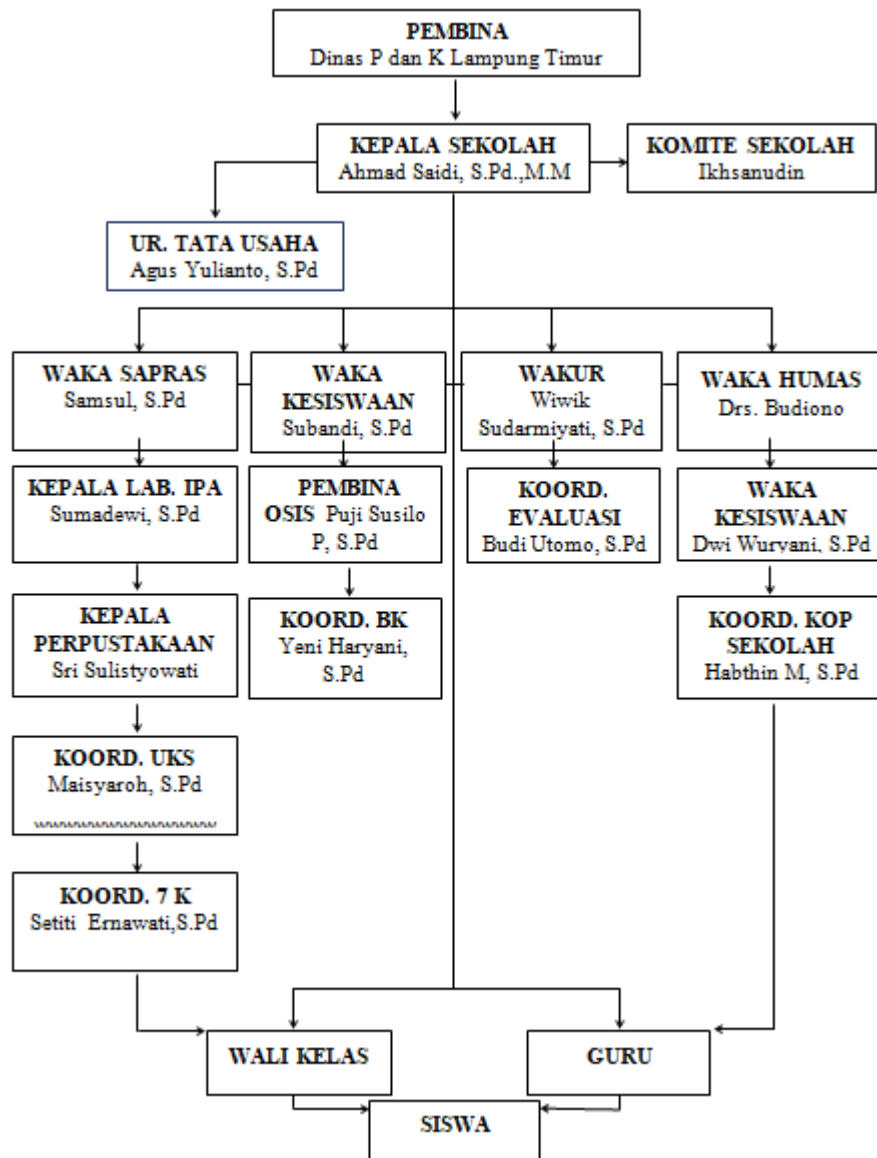 PEMBINA
Dinas P dan K Lampung Timur
KEPALA SEKOLAH
Ahmad Saidi, S.Pd.,M.M
KOMITE SEKOLAH
Ikhsanudin
UR. TATA USAHA
Agus Yulianto, S.Pd
WAKA SAPRAS
Samsul, S.Pd
WAKA
KESISWAAN
Subandi, S.Pd
WAKUR
Wiwik
Sudarmiyati, S.Pd
WAKA HUMAS
Drs. Budiono
KEPALA LAB. IPA
Sumadewi, S.Pd
PEMBINA
OSIS Puji Susilo
P, S.Pd
KOORD.
EVALUASI
Budi Utomo, S.Pd
WAKA
KESISWAAN
Dwi Wuryani, S.Pd
KEPALA
PERPUSTAKAAN
Sri Sulistyowati
KOORD. BK
Yeni Haryani,
S.Pd
KOORD. KOP
SEKOLAH
Habthin M, S.Pd
KOORD. UKS
Maisyaroh, S.Pd
KOORD. 7 K
Setiti Ernawati,S.Pd
WALI KELAS
GURU
SISWA